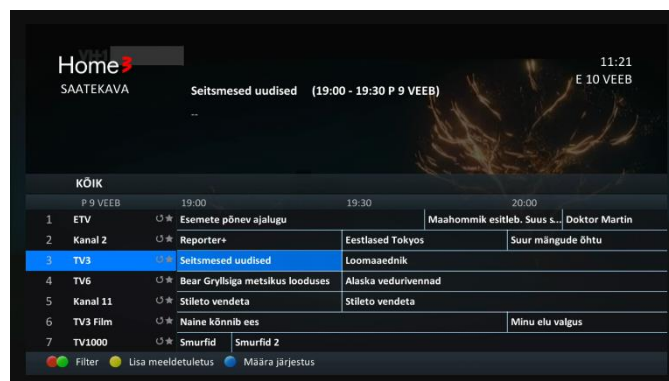 Home3
11:21
SAATEKAVA
Seitsmesed uudised (19:00 - 19:30 P 9 VEEB)
E 10 VEEB
--
KÕIK
P 9 VEEB 19:00 19:30 20:00
1 ETV Esemete põnev ajalugu Maahommik esitleb. Suus s... Doktor Martin
2 Kanal 2 Reporter+ Eestlased Tokyos Suur mängude õhtu
3 TV3 Seitsmesed uudised Loomaaednik
4 TV6 Bear Gryllsiga metsikus looduses Alaska vedurivennad
5 Kanal 11 Stileto vendeta Stileto vendeta
6 TV3 Film Naine kõnnib ees Minu elu valgus
7 TV1000 Smurfid Smurfid 2
Filter Lisa meeldetuletus Määra järjestus